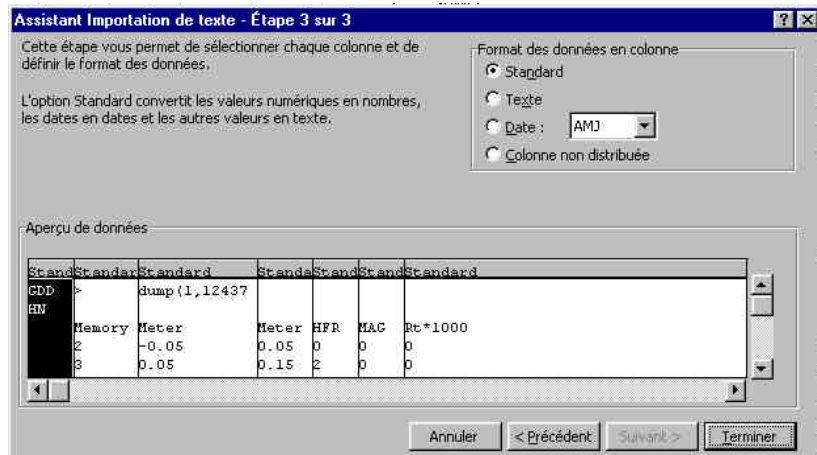 Assistant Importation de texte - Étape 3 sur 3
Cette étape vous permet de sélectionner chaque colonne et de
définir le format des données.
L'option Standard convertit les valeurs numériques en nombres,
les dates en dates et les autres valeurs en texte.
Format des données en colonne
Standard
Texte
Date : AMJ
Colonne non distribuée
Aperçu de données
Stand Standar Standard Standa Stand Stand Standard
GDD > dump(1,12437
HN
Memory Meter Meter HFR MAG Rt*1000
2 -0.05 0.05 0 0 0
3 0.05 0.15 2 0 0
Annuler < Précédent Suivant > Terminer